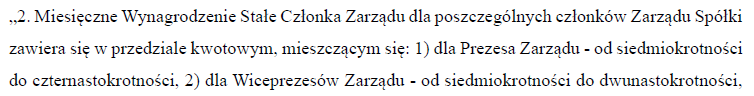 „2. Miesięczne Wynagrodzenie Stałe Członka Zarządu dla poszczególnych członków Zarządu Spółki
zawiera się w przedziale kwotowym, mieszczącym się: 1) dla Prezesa Zarządu - od siedmiokrotności
do czternastokrotności, 2) dla Wiceprezesów Zarządu - od siedmiokrotności do dwunastokrotności,